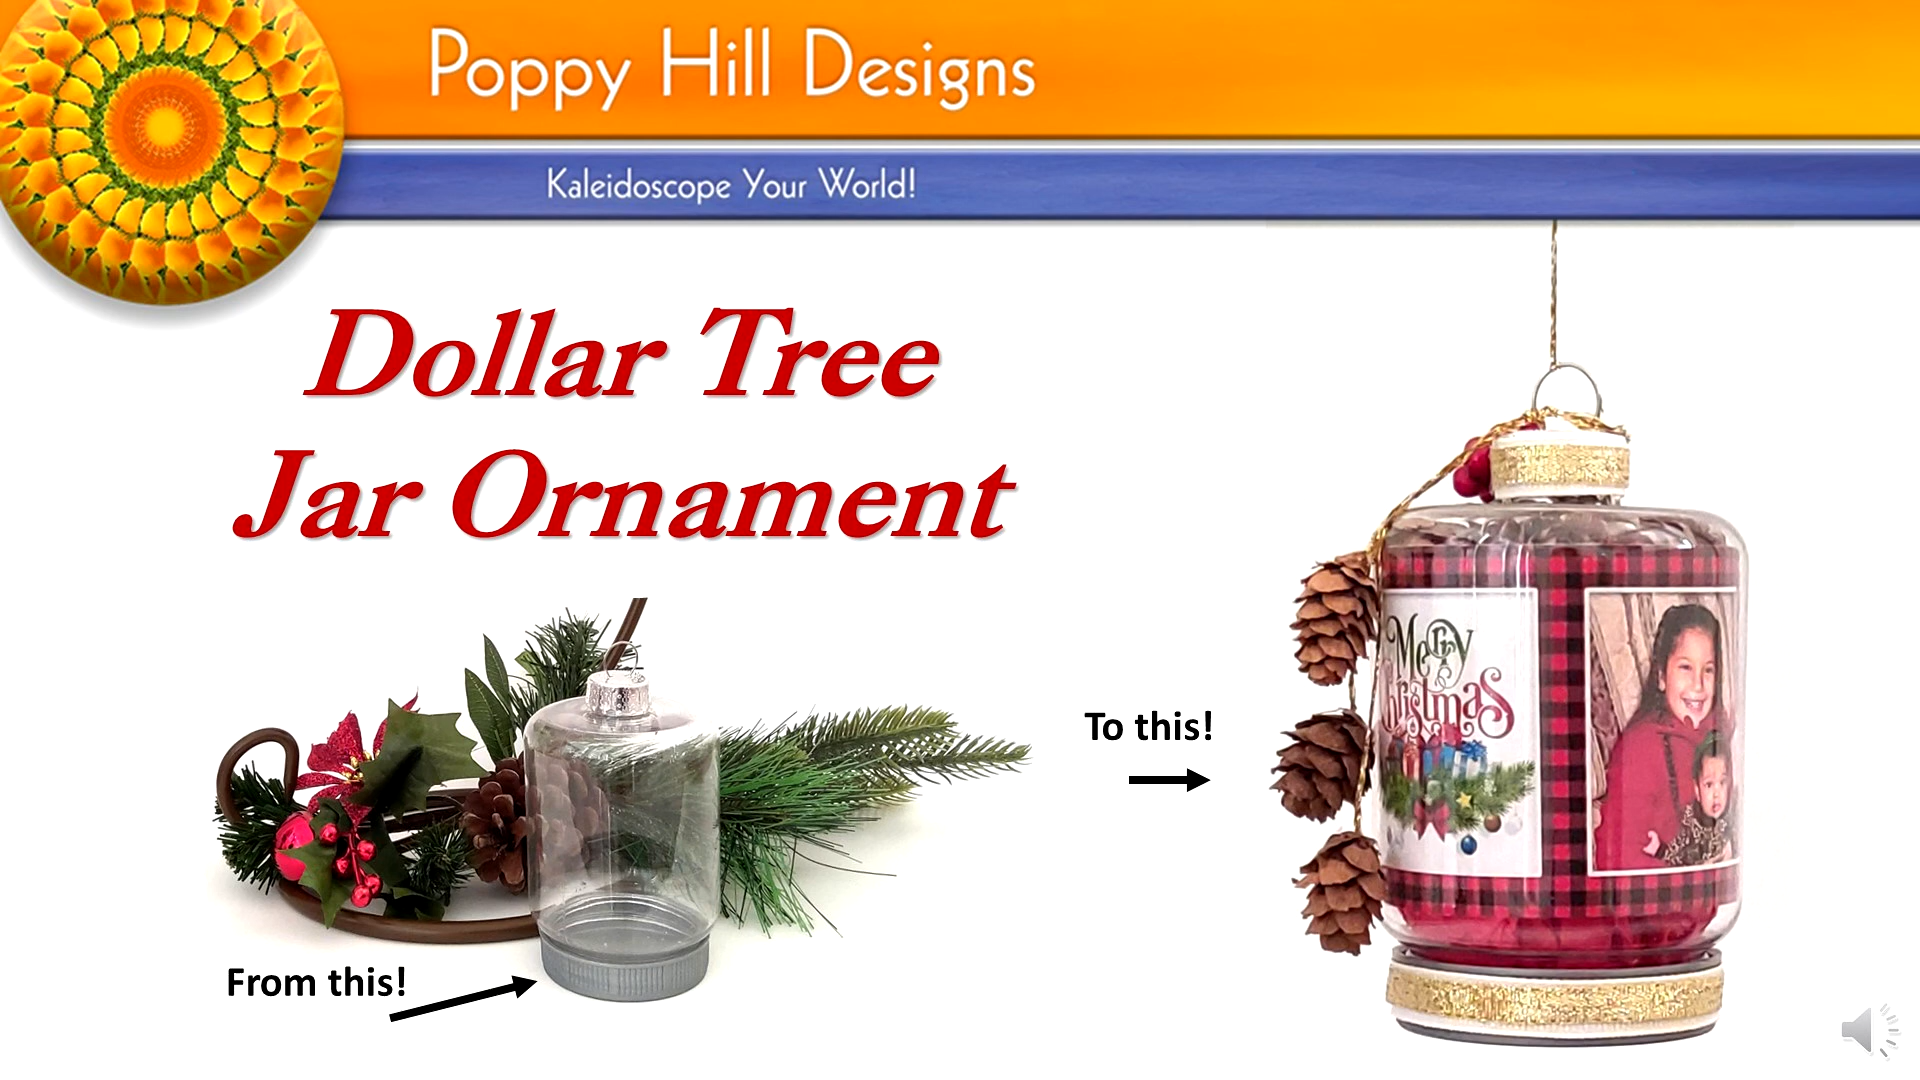 Poppy Hill Designs
Kaleidoscope Your World!
Dollar Tree
Jar Ornament
From this!
To this!
Merry
Christmas